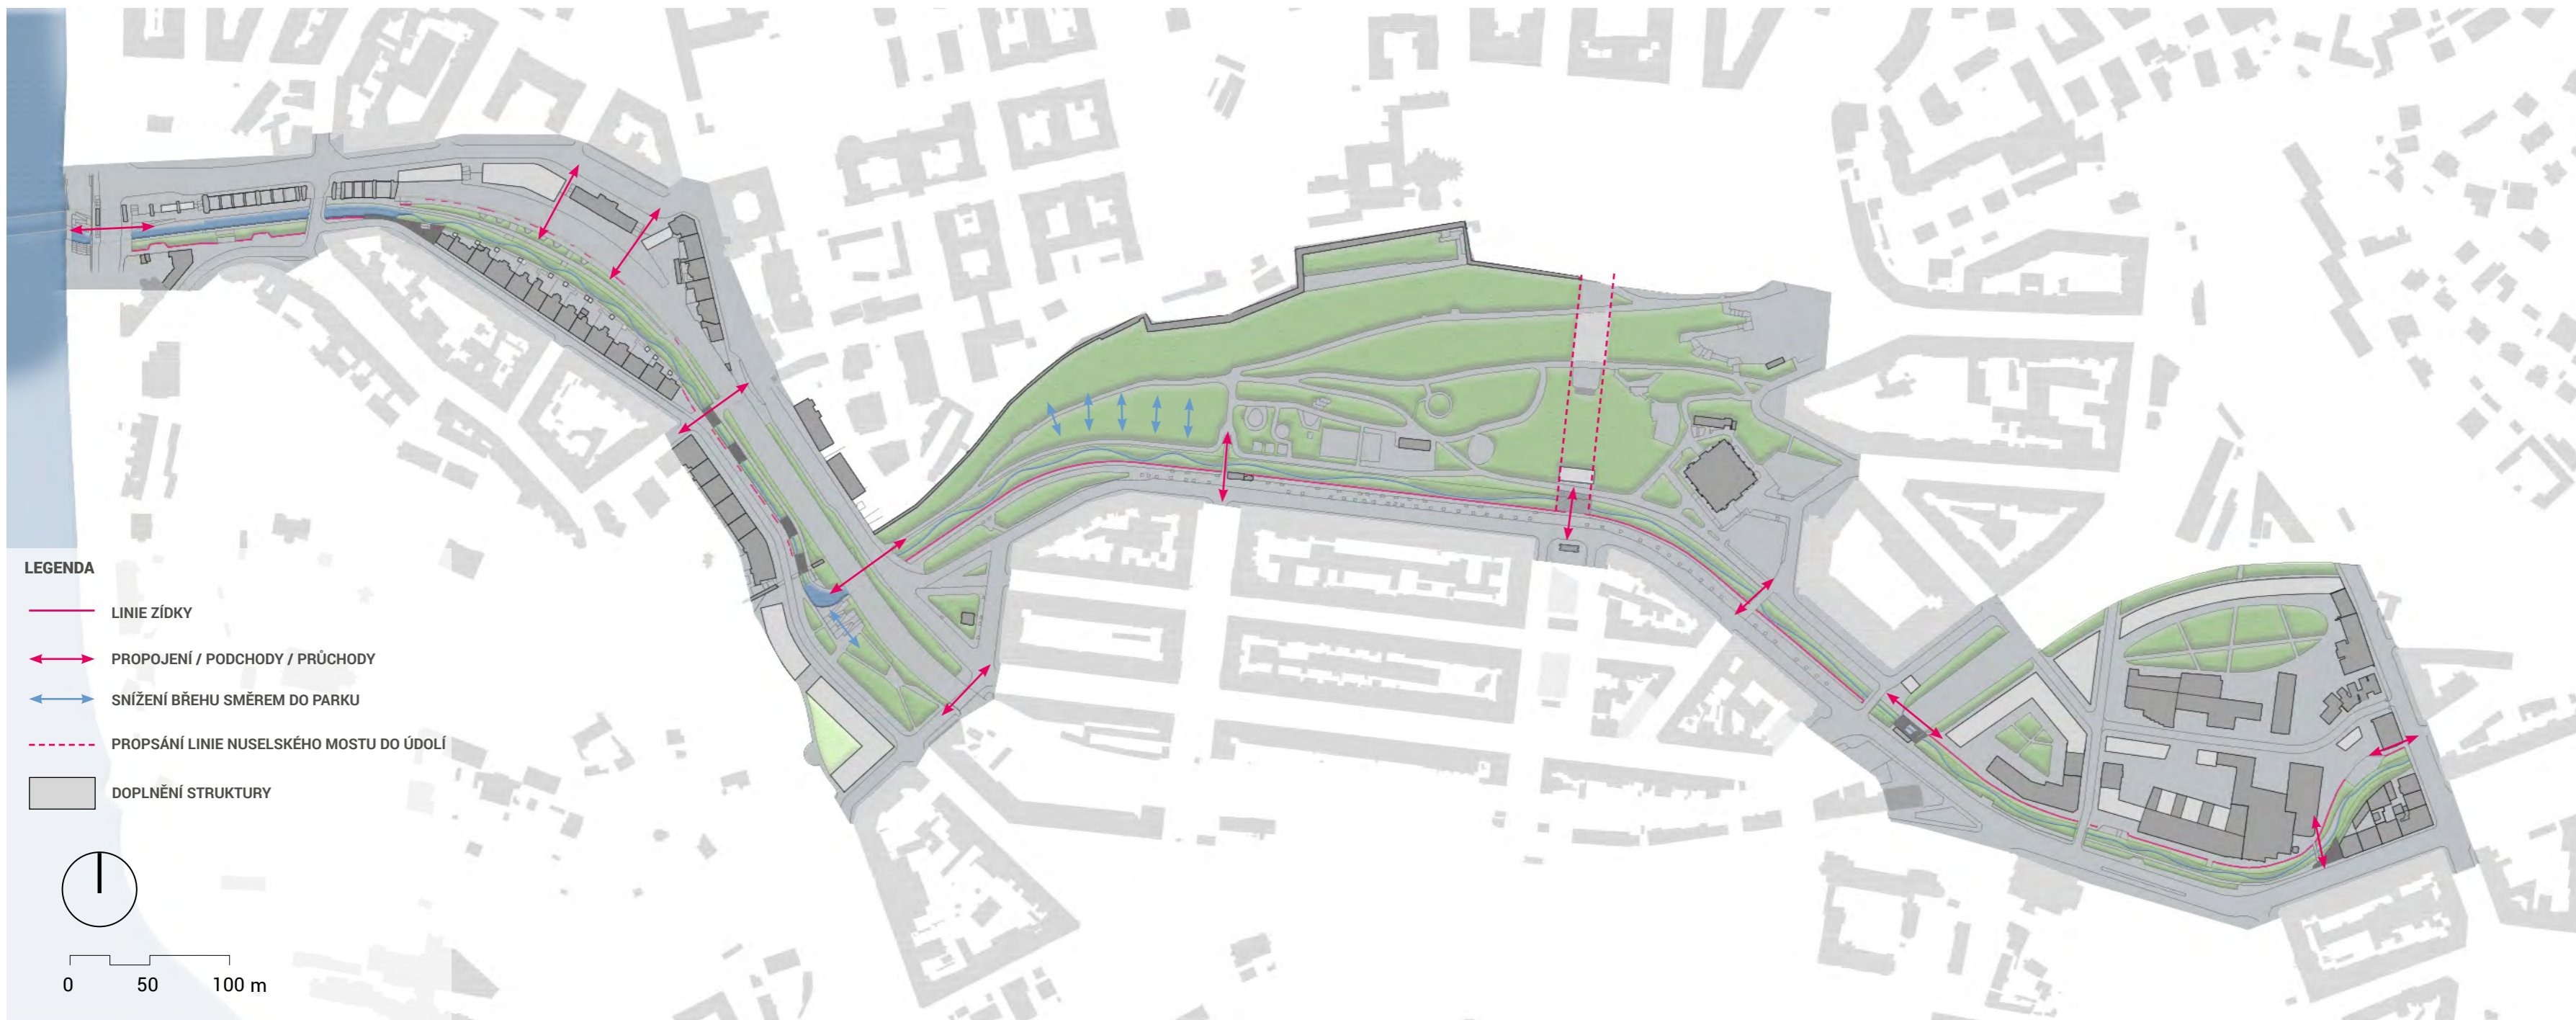 LEGENDA
LINIE ZÍDKY
PROPOJENÍ / PODCHODY / PRŮCHODY
SNÍŽENÍ BŘEHU SMĚREM DO PARKU
PROPSÁNÍ LINIE NUSELSKÉHO MOSTU DO ÚDOLÍ
DOPLNĚNÍ STRUKTURY
0 50 100 m